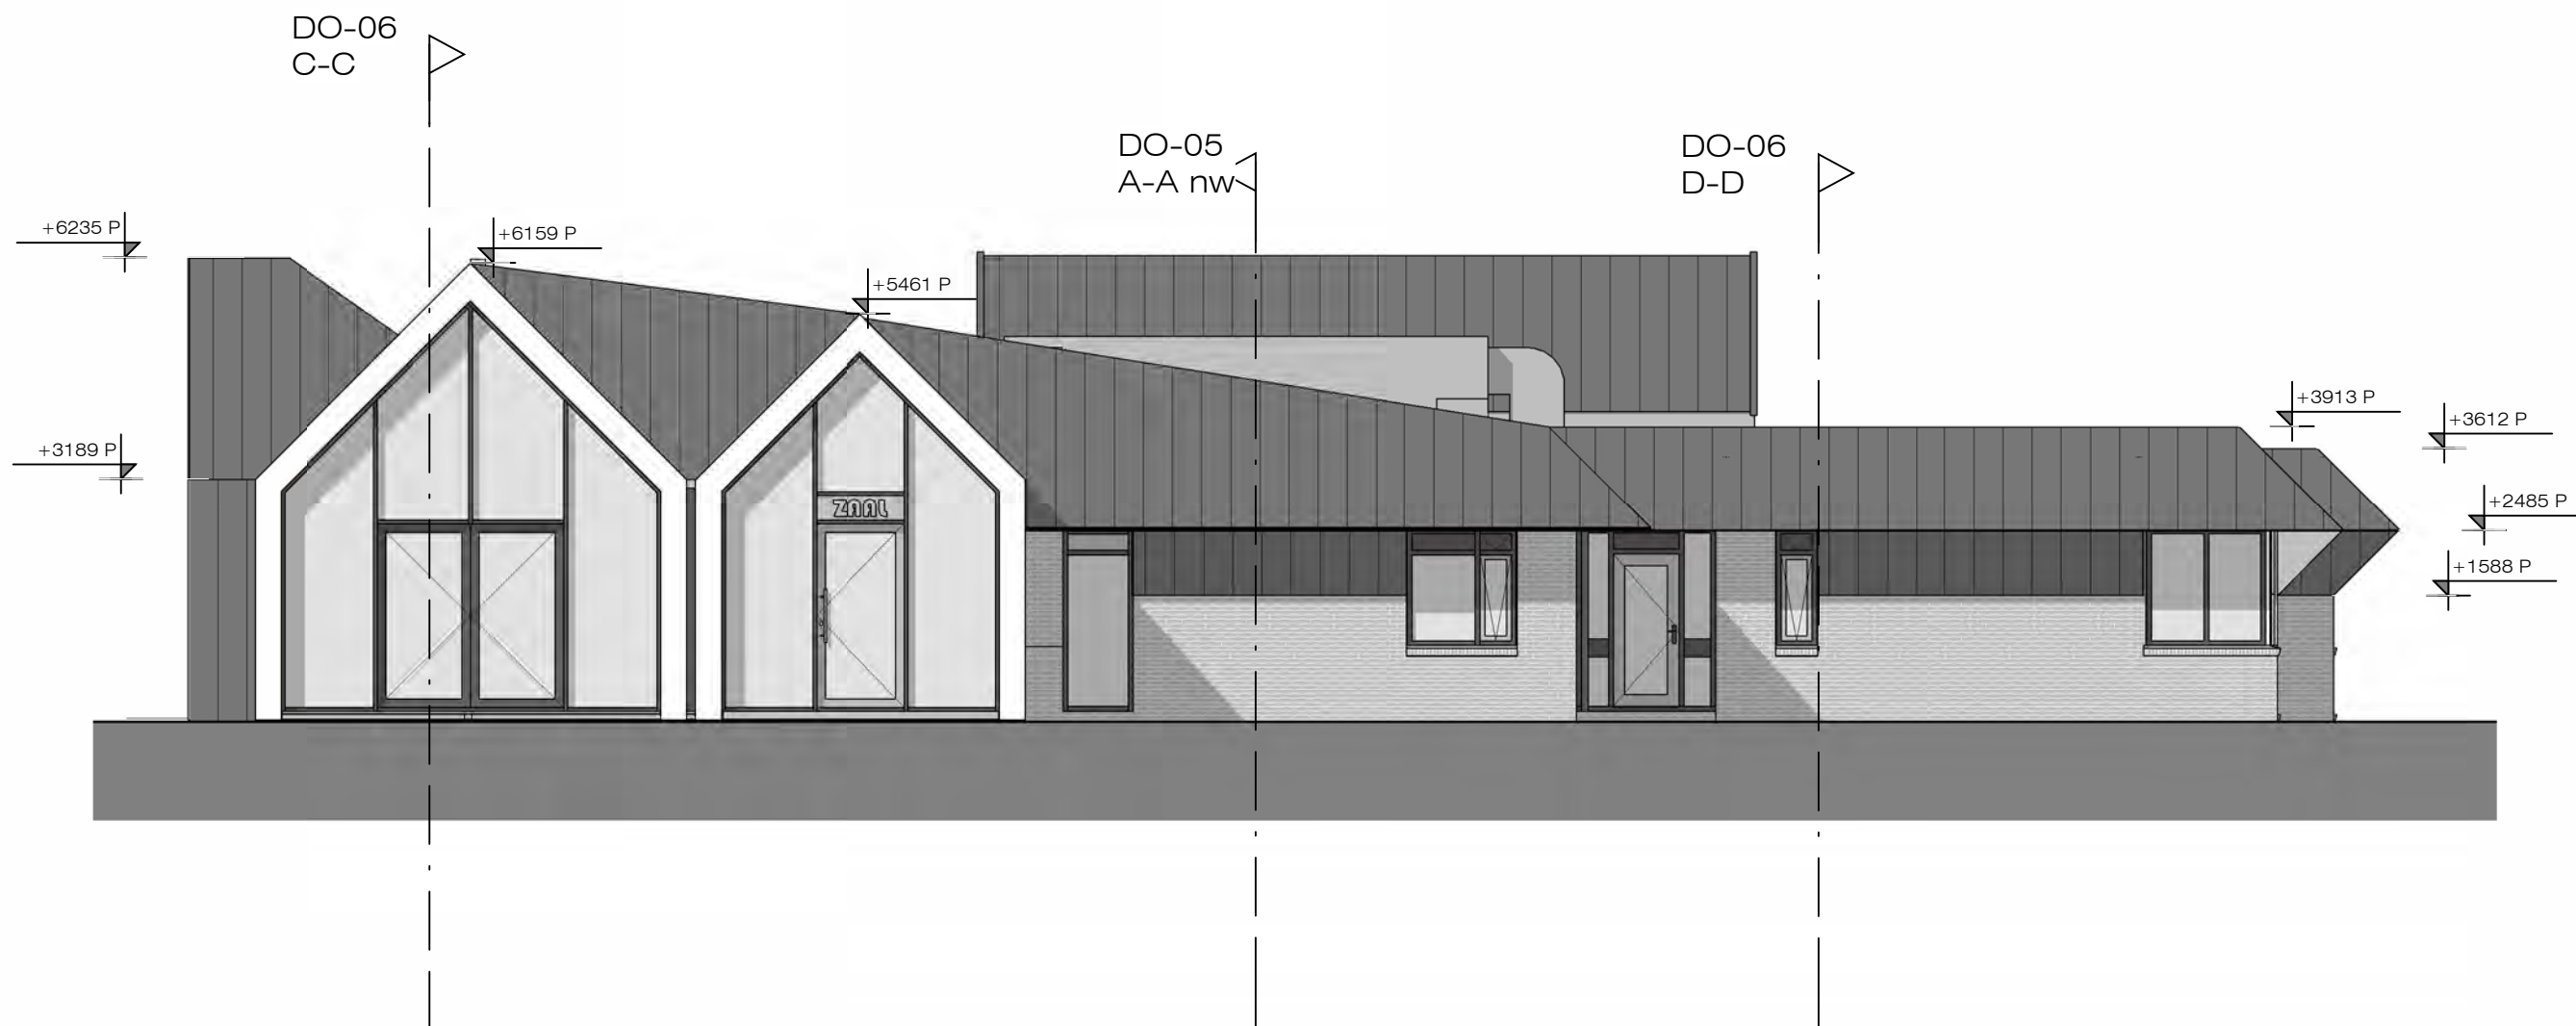 DO-06
C-C
DO-05
A-A nw
DO-06
D-D
+6235 P
+6159 P
+5461 P
+3913 P
+3612 P
+3189 P
+2485 P
+1588 P
ZAAL